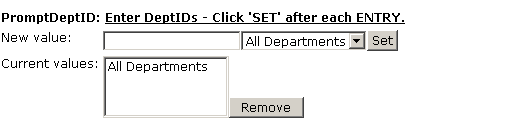 PromptDeptID: Enter DeptIDs - Click 'SET' after each ENTRY.
New value: All Departments Set
Current values: All Departments
Remove